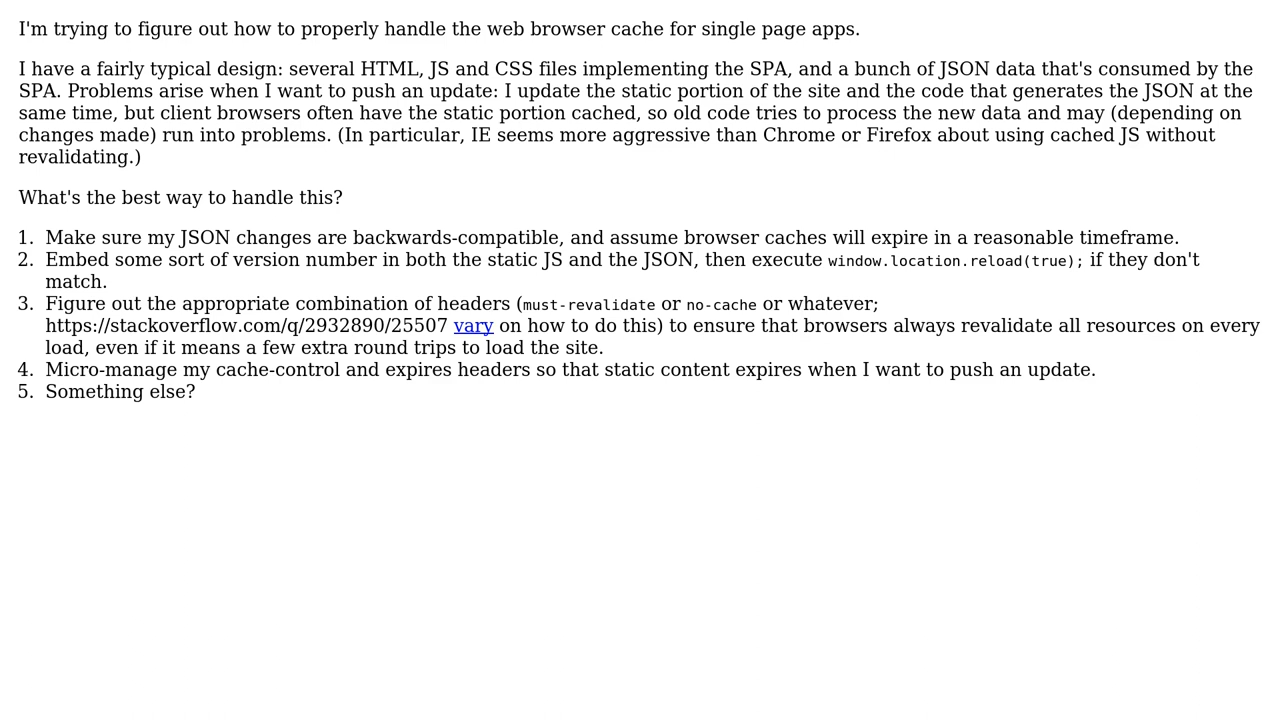 I'm trying to figure out how to properly handle the web browser cache for single page apps.
I have a fairly typical design: several HTML, JS and CSS files implementing the SPA, and a bunch of JSON data that's consumed by the
SPA. Problems arise when I want to push an update: I update the static portion of the site and the code that generates the JSON at the
same time, but client browsers often have the static portion cached, so old code tries to process the new data and may (depending on
changes made) run into problems. (In particular, IE seems more aggressive than Chrome or Firefox about using cached JS without
revalidating.)
What's the best way to handle this?
1. Make sure my JSON changes are backwards-compatible, and assume browser caches will expire in a reasonable timeframe.
2. Embed some sort of version number in both the static JS and the JSON, then execute window.location.reload(true); if they don't
match.
3. Figure out the appropriate combination of headers (must-revalidate or no-cache or whatever;
https://stackoverflow.com/q/2932890/25507 vary on how to do this) to ensure that browsers always revalidate all resources on every
load, even if it means a few extra round trips to load the site.
4. Micro-manage my cache-control and expires headers so that static content expires when I want to push an update.
5. Something else?